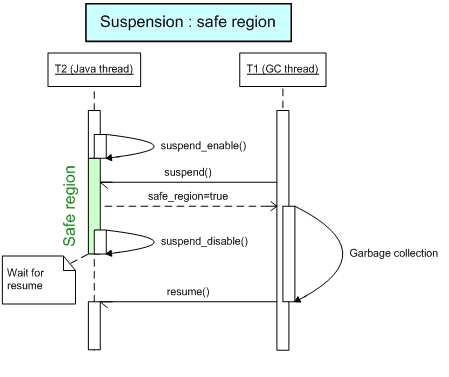 Suspension : safe region
T2 (Java thread)
T1 (GC thread)
suspend_enable()
suspend()
safe_region=true
Safe region
suspend_disable()
Garbage collection
Wait for
resume
resume()